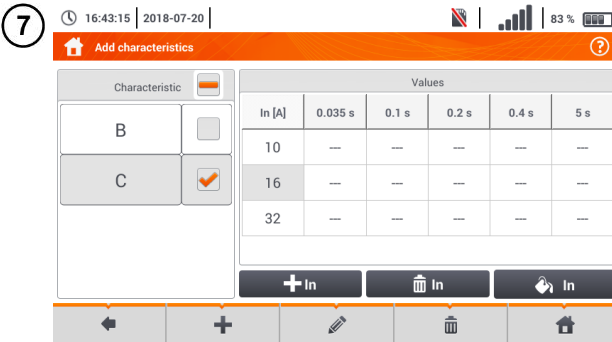 7
16:43:15 2018-07-20 83 %
Add characteristics ?
Characteristic Values
In [A] 0.035 s 0.1 s 0.2 s 0.4 s 5 s
B
10 --- --- --- --- ---
C
16 --- --- --- --- ---
32 --- --- --- --- ---
+ In In In